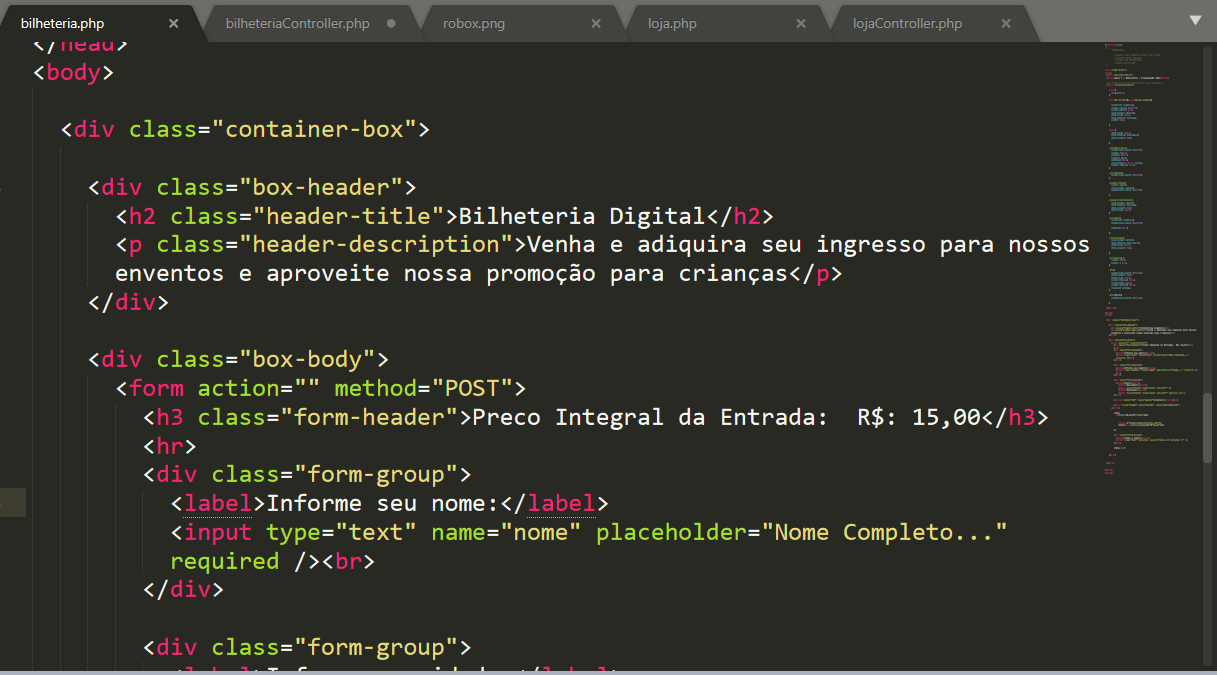 bilheteria.php × bilheteriaController.php robox.png × loja.php × lojaController.php ×
</head>
<body>
<div class="container-box">
<div class="box-header">
<h2 class="header-title">Bilheteria Digital</h2>
<p class="header-description">Venha e adiquira seu ingresso para nossos
enventos e aproveite nossa promoção para crianças</p>
</div>
<div class="box-body">
<form action="" method="POST">
<h3 class="form-header">Preco Integral da Entrada:  R$: 15,00</h3>
<hr>
<div class="form-group">
<label>Informe seu nome:</label>
<input type="text" name="nome" placeholder="Nome Completo..."
required /><br>
</div>
<div class="form-group">